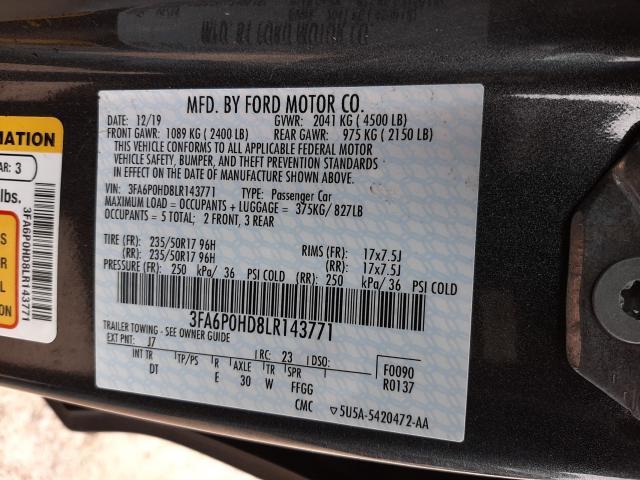 MFD. BY FORD MOTOR CO.
DATE: 12/19 GVWR: 2041 KG ( 4500 LB)
FRONT GAWR: 1089 KG ( 2400 LB) REAR GAWR: 975 KG ( 2150 LB)
THIS VEHICLE CONFORMS TO ALL APPLICABLE FEDERAL MOTOR
VEHICLE SAFETY, BUMPER, AND THEFT PREVENTION STANDARDS
IN EFFECT ON THE DATE OF MANUFACTURE SHOWN ABOVE.
VIN: 3FA6P0HD8LR143771 TYPE: Passenger Car
MAXIMUM LOAD = OCCUPANTS + LUGGAGE = 375KG/ 827LB
OCCUPANTS = 5 TOTAL; 2 FRONT, 3 REAR
TIRE (FR): 235/50R17 96H RIMS (FR): 17x7.5J
(RR): 235/50R17 96H (RR): 17x7.5J
PRESSURE (FR): 250 kPa/ 36 PSI COLD (RR): 250 kPa/ 36 PSI COLD
3FA6P0HD8LR143771
TRAILER TOWING - SEE OWNER GUIDE
EXT PNT: J7 RC: 23 DSO: F0090
INT TR TP/PS R AXLE TR SPR R0137
DT E 30 W FFGG
CMC 5U5A-5420472-AA
MATION
AR: 3
lbs.
3FA6P0HD8LR143771